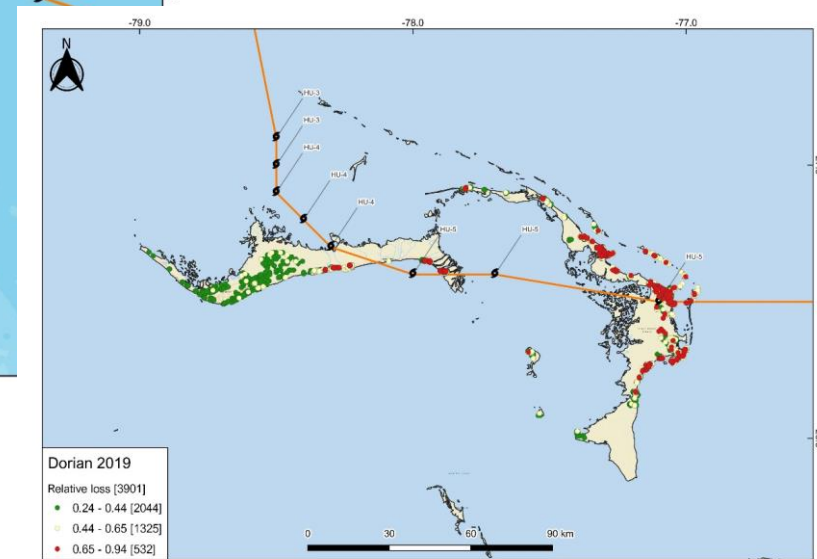 -79.0
-78.0
-77.0
N
HU-3
HU-3
HU-4
HU-4
HU-4
HU-5
HU-5
HU-5
Dorian 2019
Relative loss [3901]
0.24 - 0.44 [2044]
0.44 - 0.65 [1325]
0.65 - 0.94 [532]
0 30 60 90 km